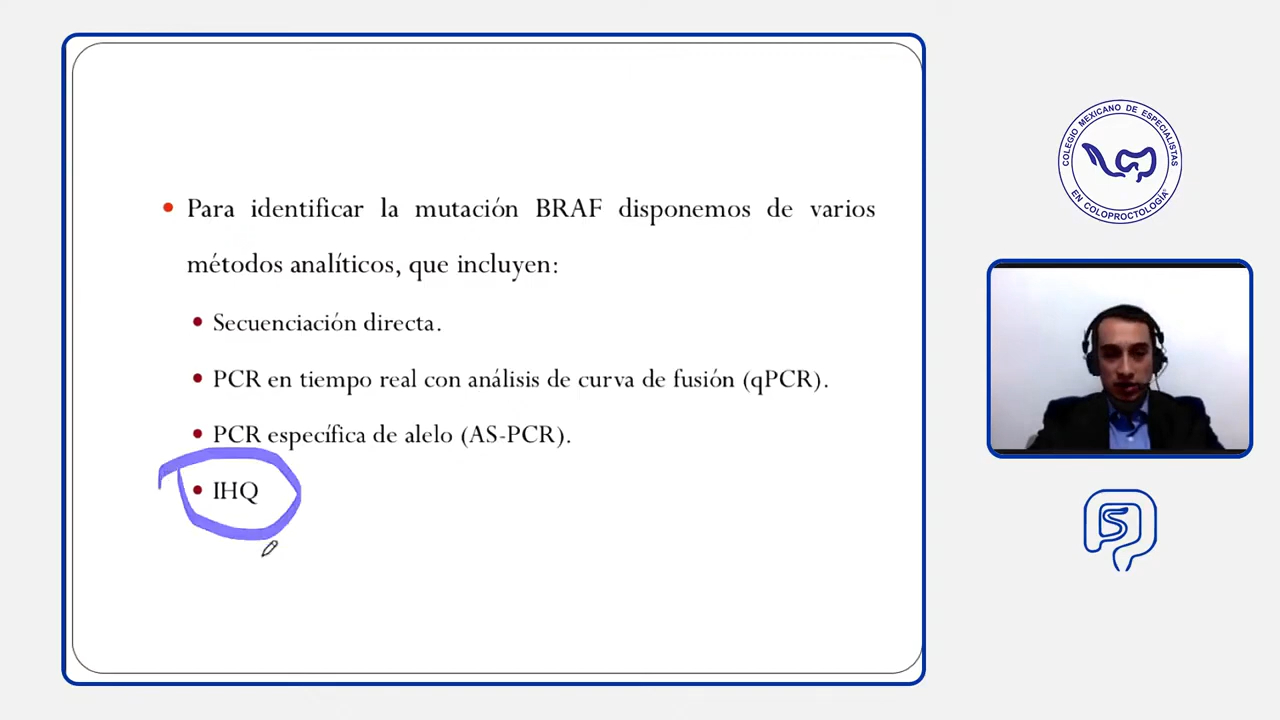 Para identificar la mutación BRAF disponemos de varios
métodos analíticos, que incluyen:
Secuenciación directa.
PCR en tiempo real con análisis de curva de fusión (qPCR).
PCR específica de alelo (AS-PCR).
IHQ
COLEGIO MEXICANO DE ESPECIALISTAS
EN COLOPROCTOLOGÍA